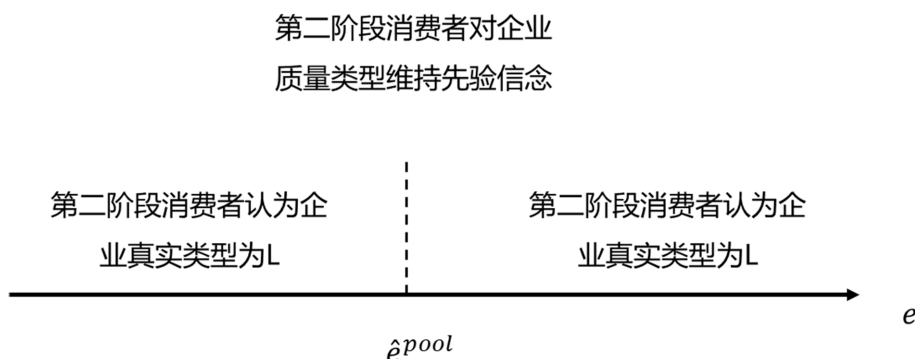 第二阶段消费者对企业
质量类型维持先验信念
第二阶段消费者认为企
业真实类型为L
第二阶段消费者认为企
业真实类型为L
e
ê^{pool}